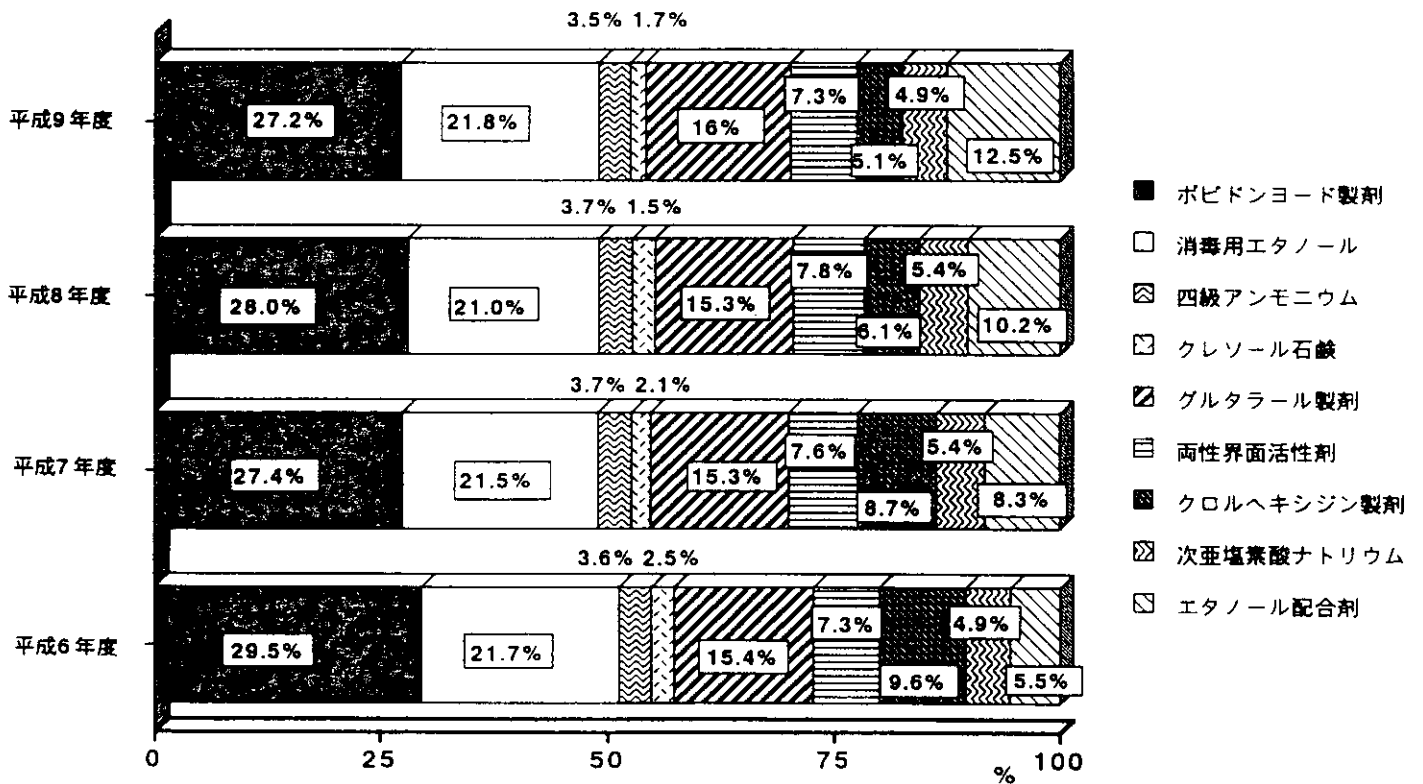 3.5% 1.7%
平成9年度
27.2%
21.8%
16%
7.3%
5.1%
4.9%
12.5%
3.7% 1.5%
平成8年度
28.0%
21.0%
15.3%
7.8%
6.1%
5.4%
10.2%
3.7% 2.1%
平成7年度
27.4%
21.5%
15.3%
7.6%
8.7%
5.4%
8.3%
3.6% 2.5%
平成6年度
29.5%
21.7%
15.4%
7.3%
9.6%
4.9%
5.5%
0 25 50 75 % 100
ポビドンヨード製剤
消毒用エタノール
四級アンモニウム
クレゾール石鹸
グルタラール製剤
両性界面活性剤
クロルヘキシジン製剤
次亜塩素酸ナトリウム
エタノール配合剤